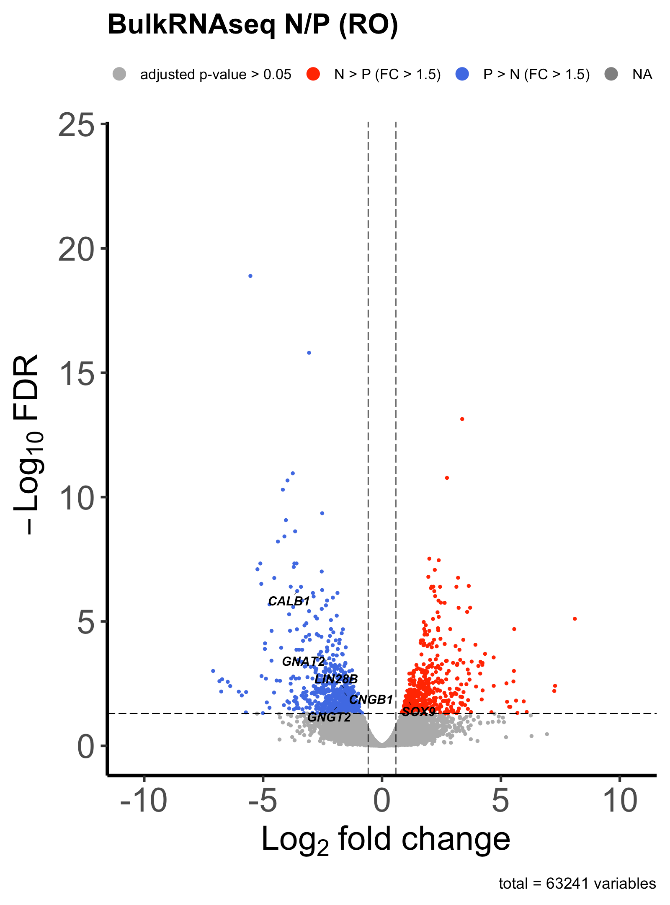 BulkRNAseq N/P (RO)
adjusted p-value > 0.05 N > P (FC > 1.5) P > N (FC > 1.5) NA
25
20
15
10
5
0
−Log10 FDR
CALB1
GNAT2
LIN28B
CNGB1
SOX9
GNGT2
-10 -5 0 5 10
Log2 fold change
total = 63241 variables